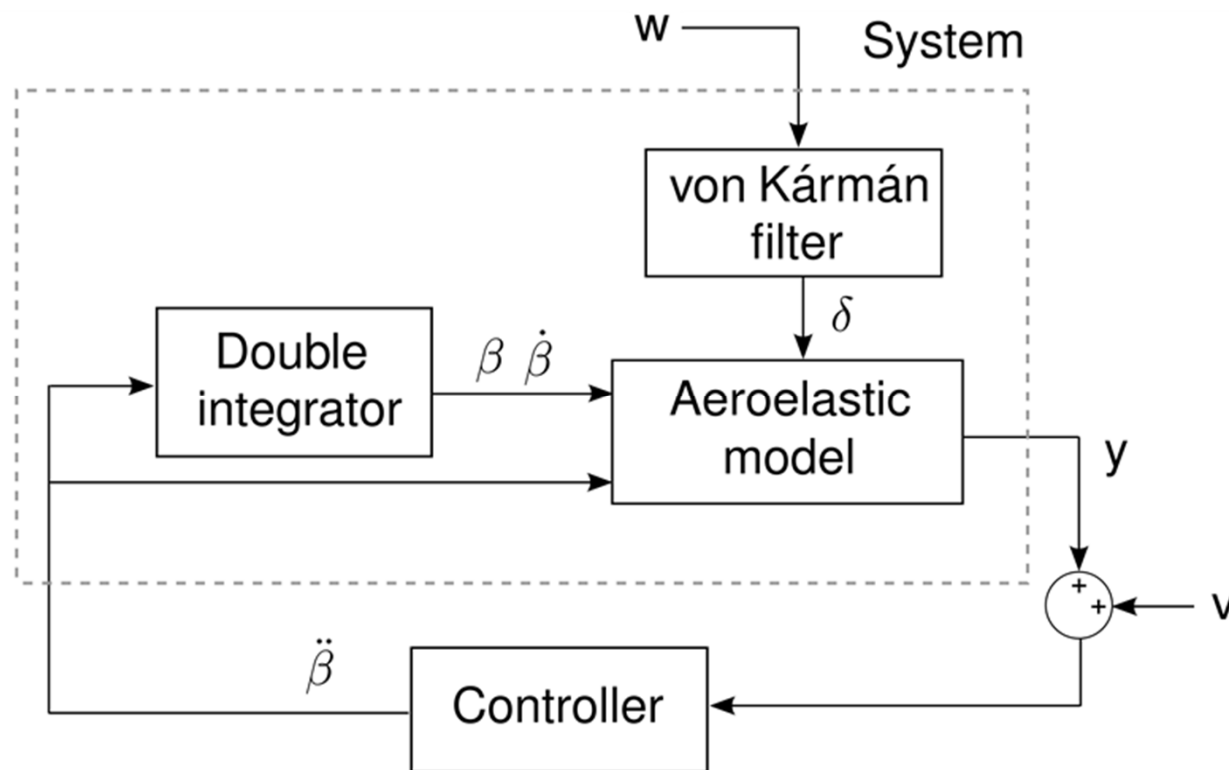 w
System
von Kármán
filter
δ
Double
integrator
β β̇
Aeroelastic
model
y
+
+
v
β̈
Controller